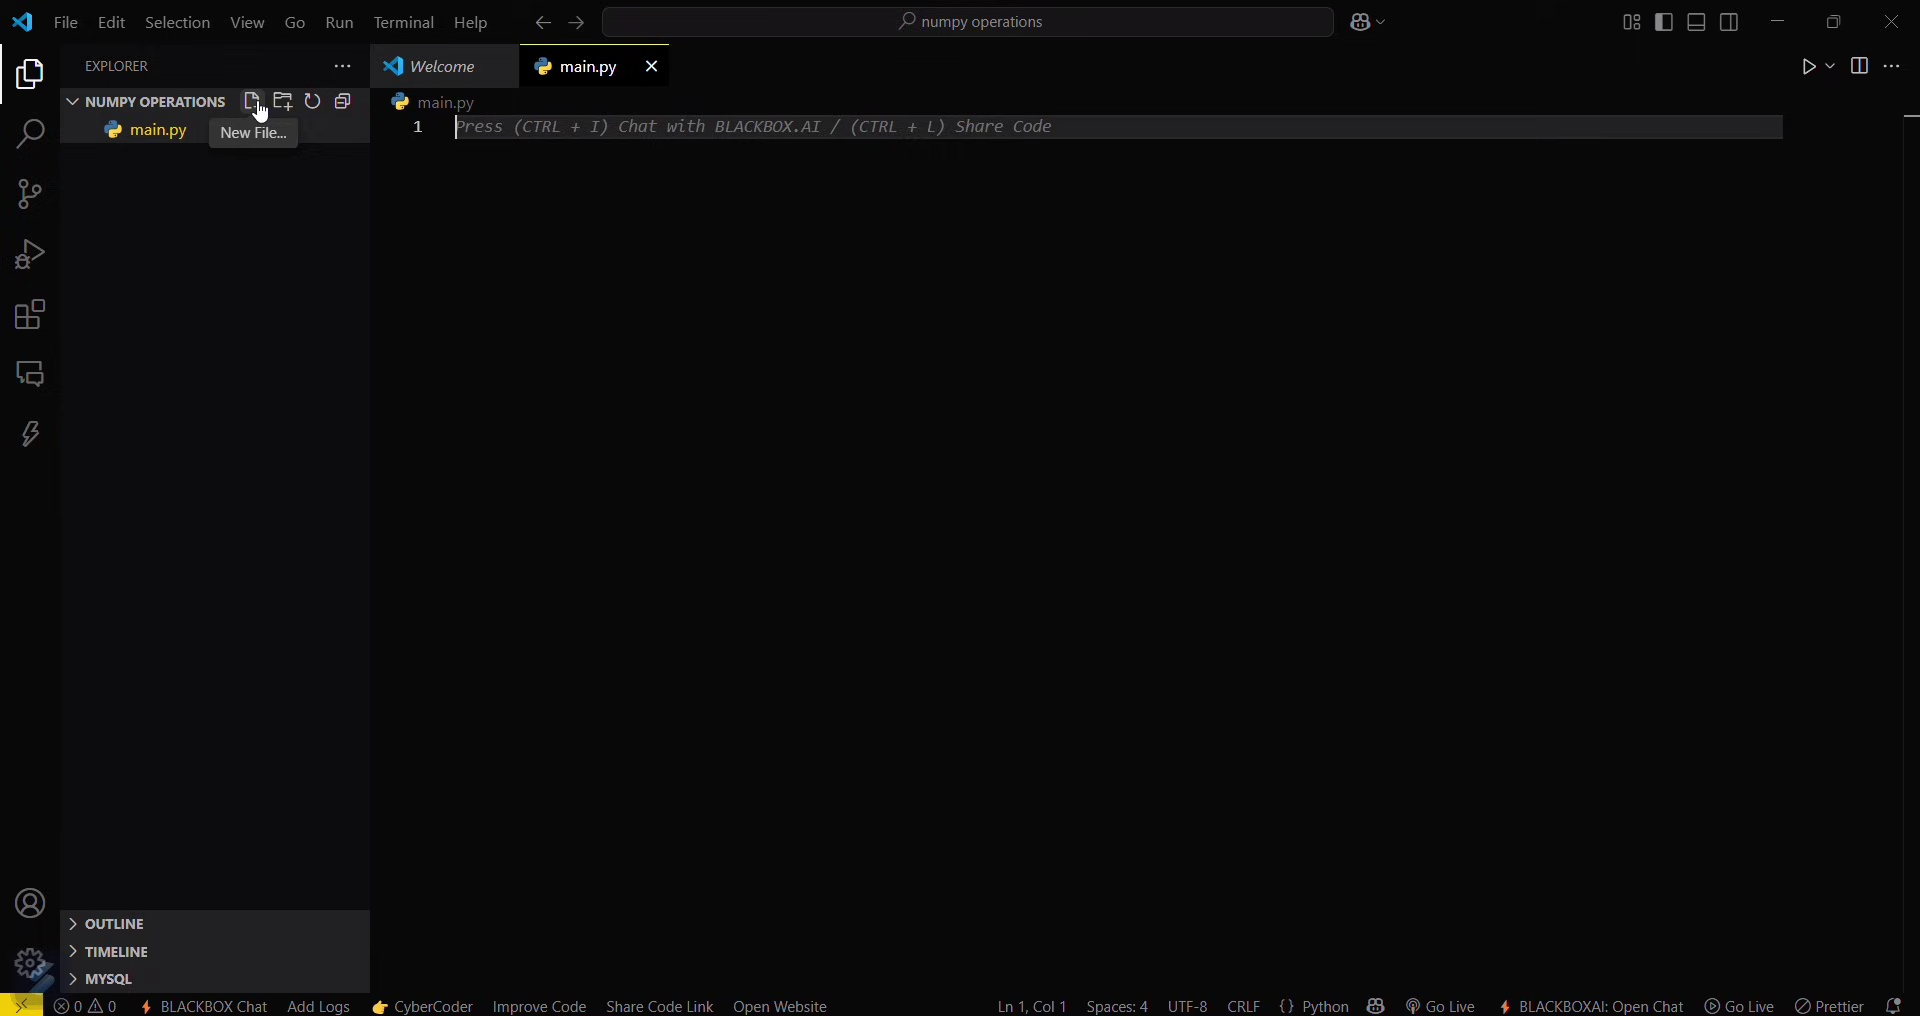 File Edit Selection View Go Run Terminal Help
numpy operations
EXPLORER
Welcome
main.py
NUMPY OPERATIONS
main.py
main.py
New File...
1
Press (CTRL + I) Chat with BLACKBOX.AI / (CTRL + L) Share Code
OUTLINE
TIMELINE
MYSQL
0 0 BLACKBOX Chat Add Logs CyberCoder Improve Code Share Code Link Open Website Ln 1, Col 1 Spaces: 4 UTF-8 CRLF {} Python Go Live BLACKBOXAI: Open Chat Go Live Prettier